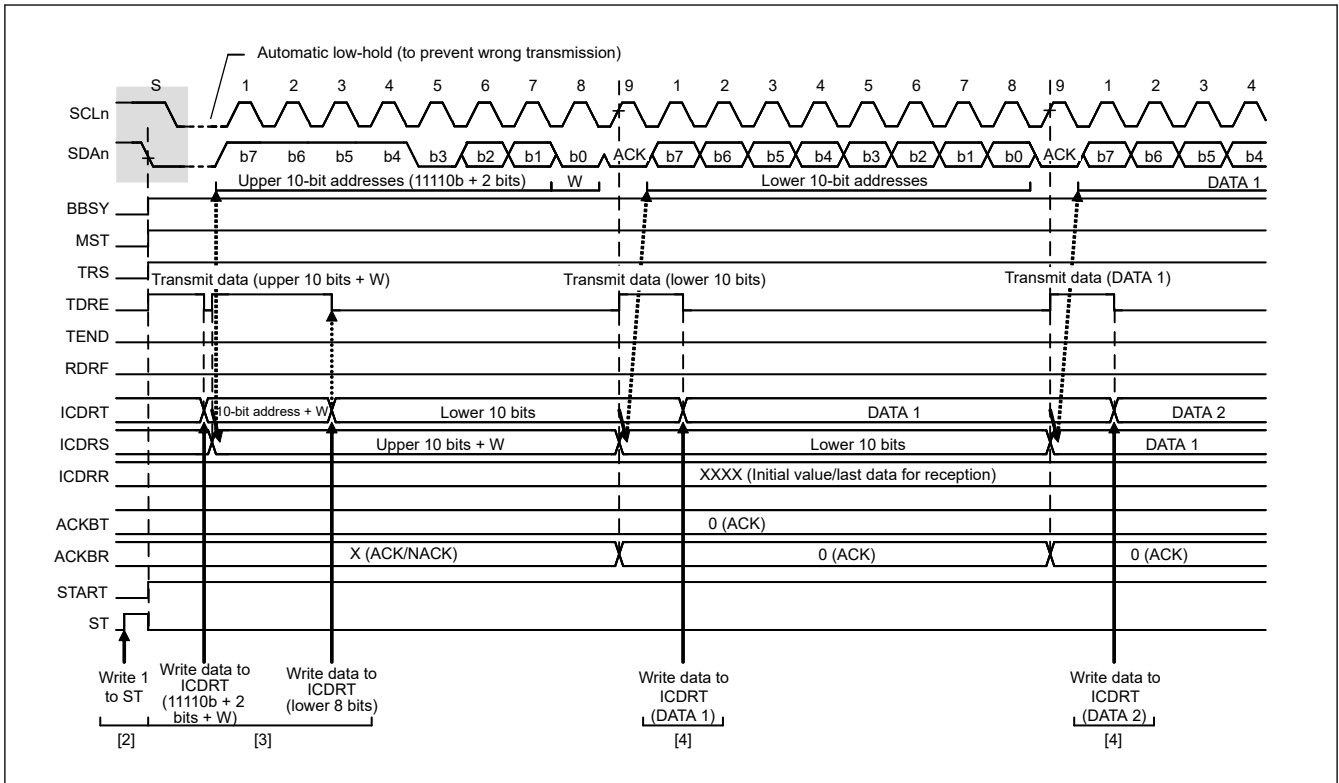 Automatic low-hold (to prevent wrong transmission)
S 1 2 3 4 5 6 7 8 9 1 2 3 4 5 6 7 8 9 1 2 3 4
SCLn
SDAn b7 b6 b5 b4 b3 b2 b1 b0 ACK b7 b6 b5 b4 b3 b2 b1 b0 ACK b7 b6 b5 b4
Upper 10-bit addresses (11110b + 2 bits) W Lower 10-bit addresses DATA 1
BBSY
MST
TRS
Transmit data (upper 10 bits + W) Transmit data (lower 10 bits) Transmit data (DATA 1)
TDRE
TEND
RDRF
ICDRT 10-bit address + W Lower 10 bits DATA 1 DATA 2
ICDRS Upper 10 bits + W Lower 10 bits DATA 1
ICDRR XXXX (Initial value/last data for reception)
ACKBT 0 (ACK)
ACKBR X (ACK/NACK) 0 (ACK) 0 (ACK)
START
ST
Write 1
to ST
Write data to
ICDRT
(11110b + 2
bits + W)
Write data to
ICDRT
(lower 8 bits)
Write data to
ICDRT
(DATA 1)
Write data to
ICDRT
(DATA 2)
[2] [3] [4] [4]